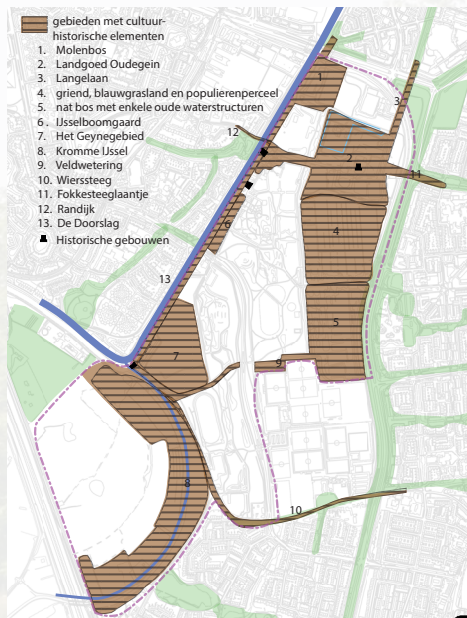 gebieden met cultuur-
historische elementen
1. Molenbos
2. Landgoed Oudegein
3. Langelaan
4. griend, blauwgrasland en populierenperceel
5. nat bos met enkele oude waterstructuren
6. IJsselboomgaard
7. Het Geynegebied
8. Kromme IJssel
9. Veldwetering
10. Wierssteeg
11. Fokkesteeglaantje
12. Randijk
13. De Doorslag
Historische gebouwen
1
3
12
2
11
6
4
13
5
7
9
8
10